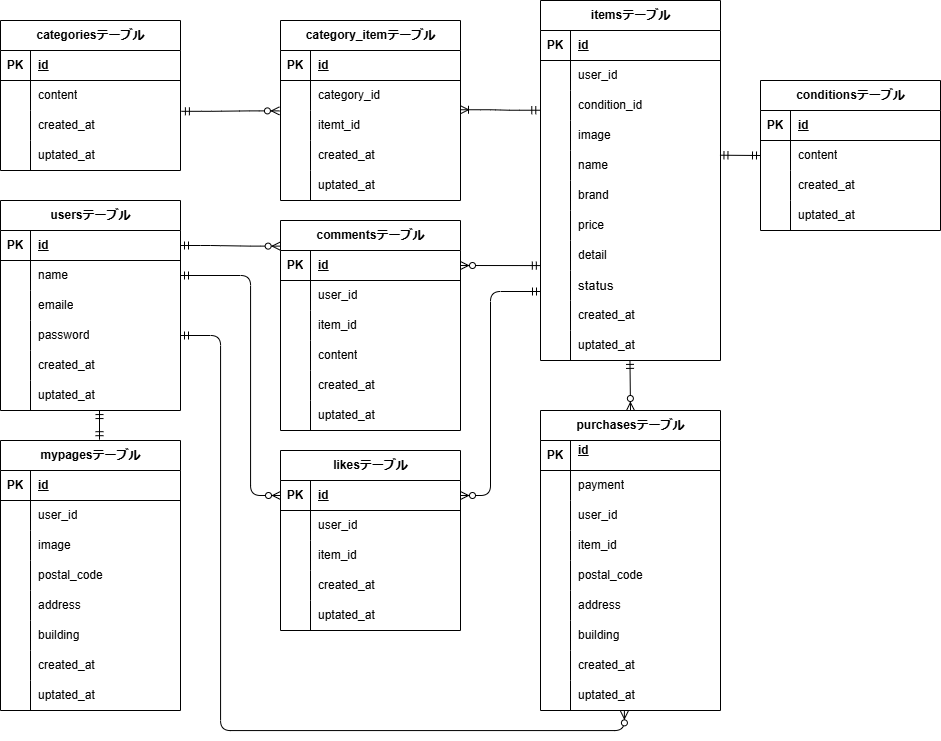 categoriesテーブル
PK id
content
created_at
uptated_at
category_itemテーブル
PK id
category_id
itemt_id
created_at
uptated_at
itemsテーブル
PK id
user_id
condition_id
image
name
brand
price
detail
status
created_at
uptated_at
conditionsテーブル
PK id
content
created_at
uptated_at
usersテーブル
PK id
name
emaile
password
created_at
uptated_at
commentsテーブル
PK id
user_id
item_id
content
created_at
uptated_at
mypagesテーブル
PK id
user_id
image
postal_code
address
building
created_at
uptated_at
likesテーブル
PK id
user_id
item_id
created_at
uptated_at
purchasesテーブル
PK id
payment
user_id
item_id
postal_code
address
building
created_at
uptated_at